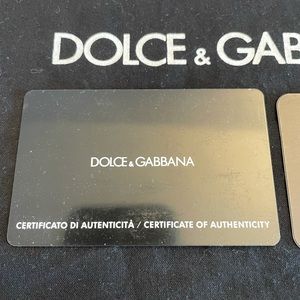 DOLCE & GAB
DOLCE & GABBANA
CERTIFICATO DI AUTENTICITÀ / CERTIFICATE OF AUTHENTICITY